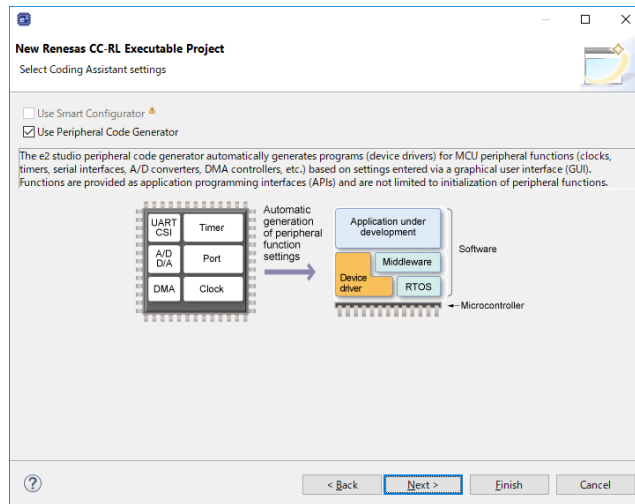 e²
New Renesas CC-RL Executable Project
Select Coding Assistant settings
Use Smart Configurator
Use Peripheral Code Generator
The e2 studio peripheral code generator automatically generates programs (device drivers) for MCU peripheral functions (clocks,
timers, serial interfaces, A/D converters, DMA controllers, etc.) based on settings entered via a graphical user interface (GUI).
Functions are provided as application programming interfaces (APIs) and are not limited to initialization of peripheral functions.
UART
CSI
Timer
A/D
D/A
Port
DMA
Clock
Automatic
generation
of peripheral
function
settings
Application under
development
Middleware
Device
driver
RTOS
Software
Microcontroller
?
< Back
Next >
Finish
Cancel